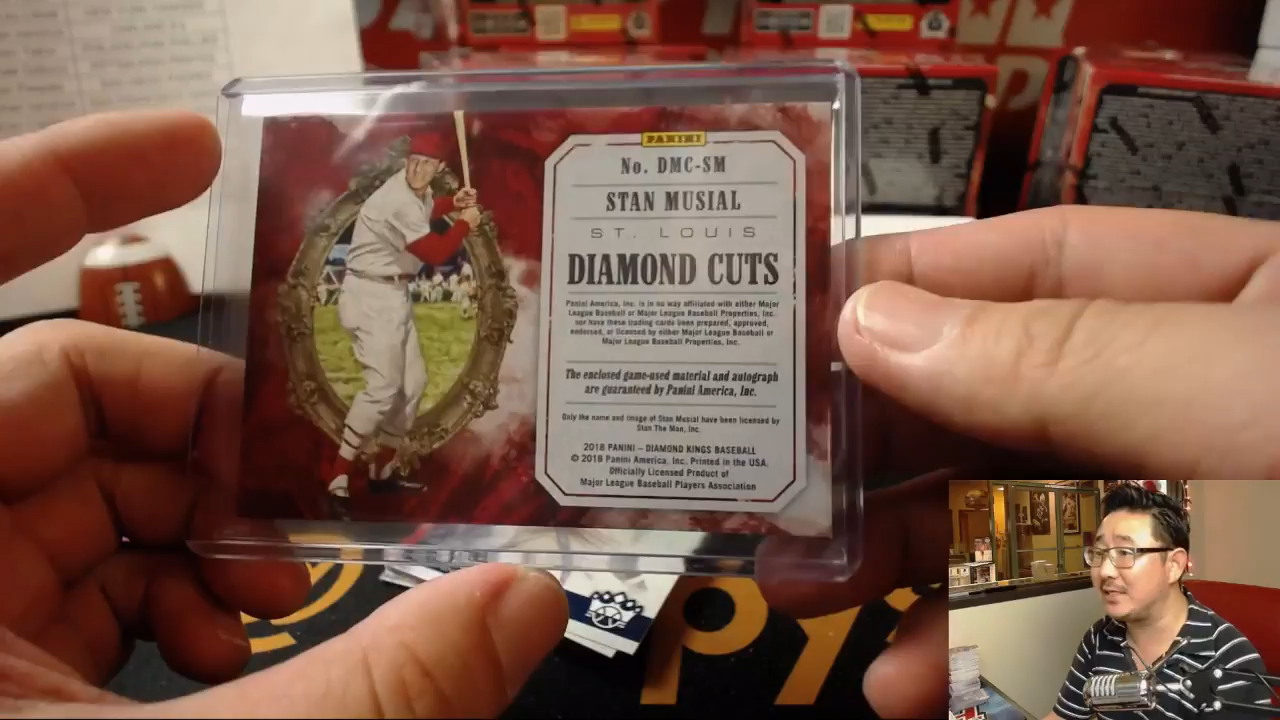 PANINI
No. DMC-SM
STAN MUSIAL
ST. LOUIS
DIAMOND CUTS
Panini America, Inc. is in no way affiliated with either Major
League Baseball or Major League Baseball Properties, Inc.
nor have these trading cards been prepared, approved,
endorsed, or licensed by either Major League Baseball or
Major League Baseball Properties, Inc.
The enclosed game-used material and autograph
are guaranteed by Panini America, Inc.
Only the name and image of Stan Musial have been licensed by
Stan The Man, Inc.
2018 PANINI – DIAMOND KINGS BASEBALL
© 2018 Panini America, Inc. Printed in the USA.
Officially Licensed Product of
Major League Baseball Players Association